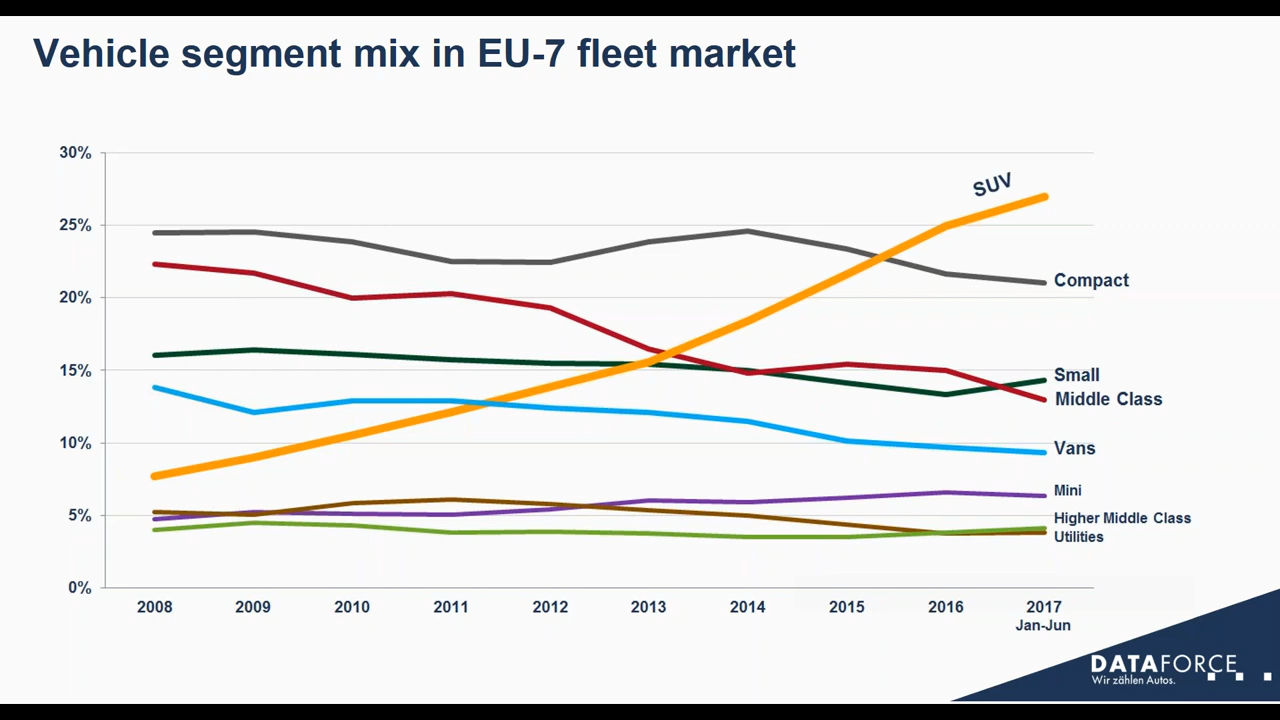 Vehicle segment mix in EU-7 fleet market
30%
25%
20%
15%
10%
5%
0%
SUV
Compact
Small
Middle Class
Vans
Mini
Higher Middle Class
Utilities
2008 2009 2010 2011 2012 2013 2014 2015 2016 2017
Jan-Jun
DATAFORCE
Wir zählen Autos.